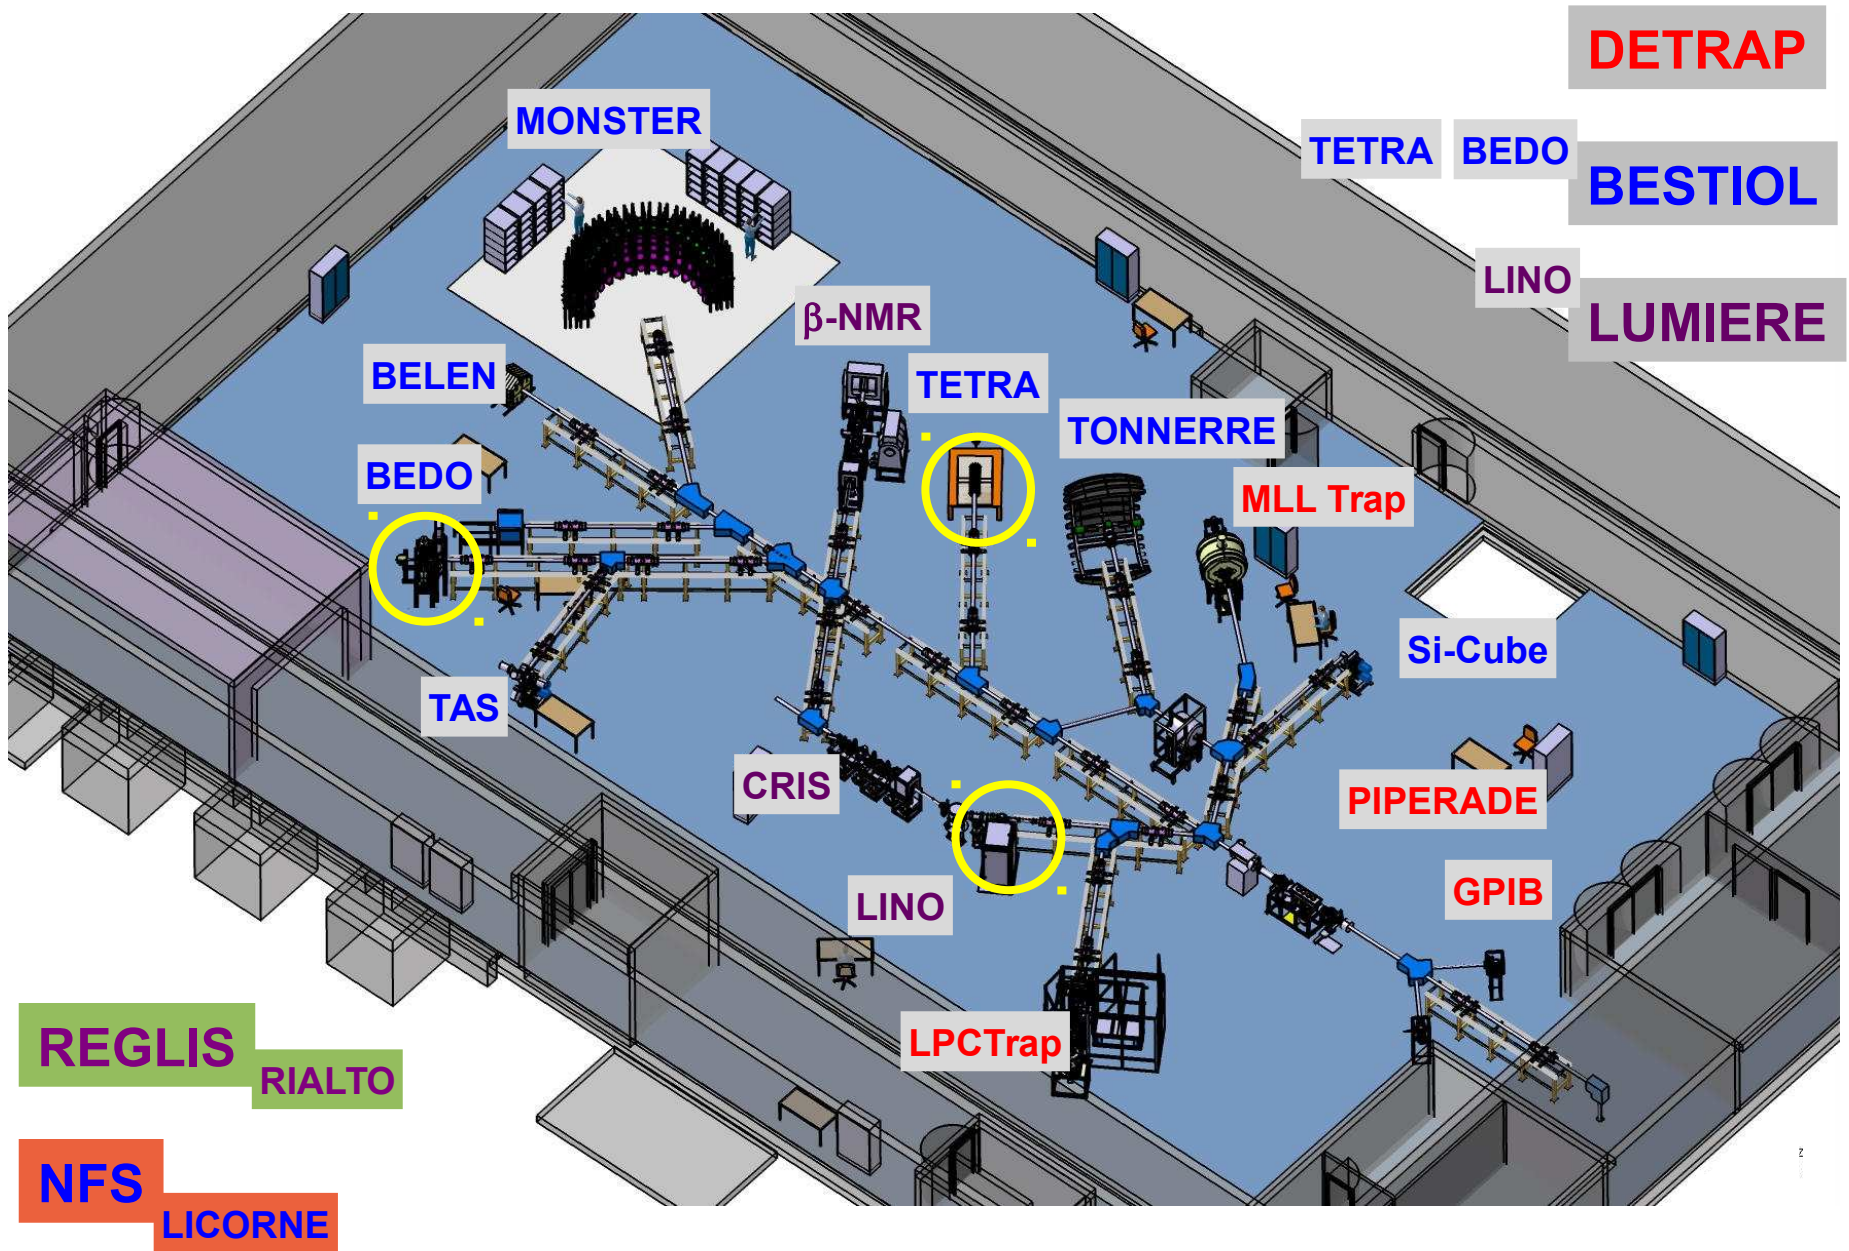 DETRAP
MONSTER
TETRA BEDO
BESTIOL
LINO
β-NMR
LUMIERE
BELEN
TETRA
TONNERRE
BEDO
MLL Trap
Si-Cube
TAS
CRIS
PIPERADE
LINO
GPIB
REGLIS
LPCTrap
RIALTO
NFS
LICORNE